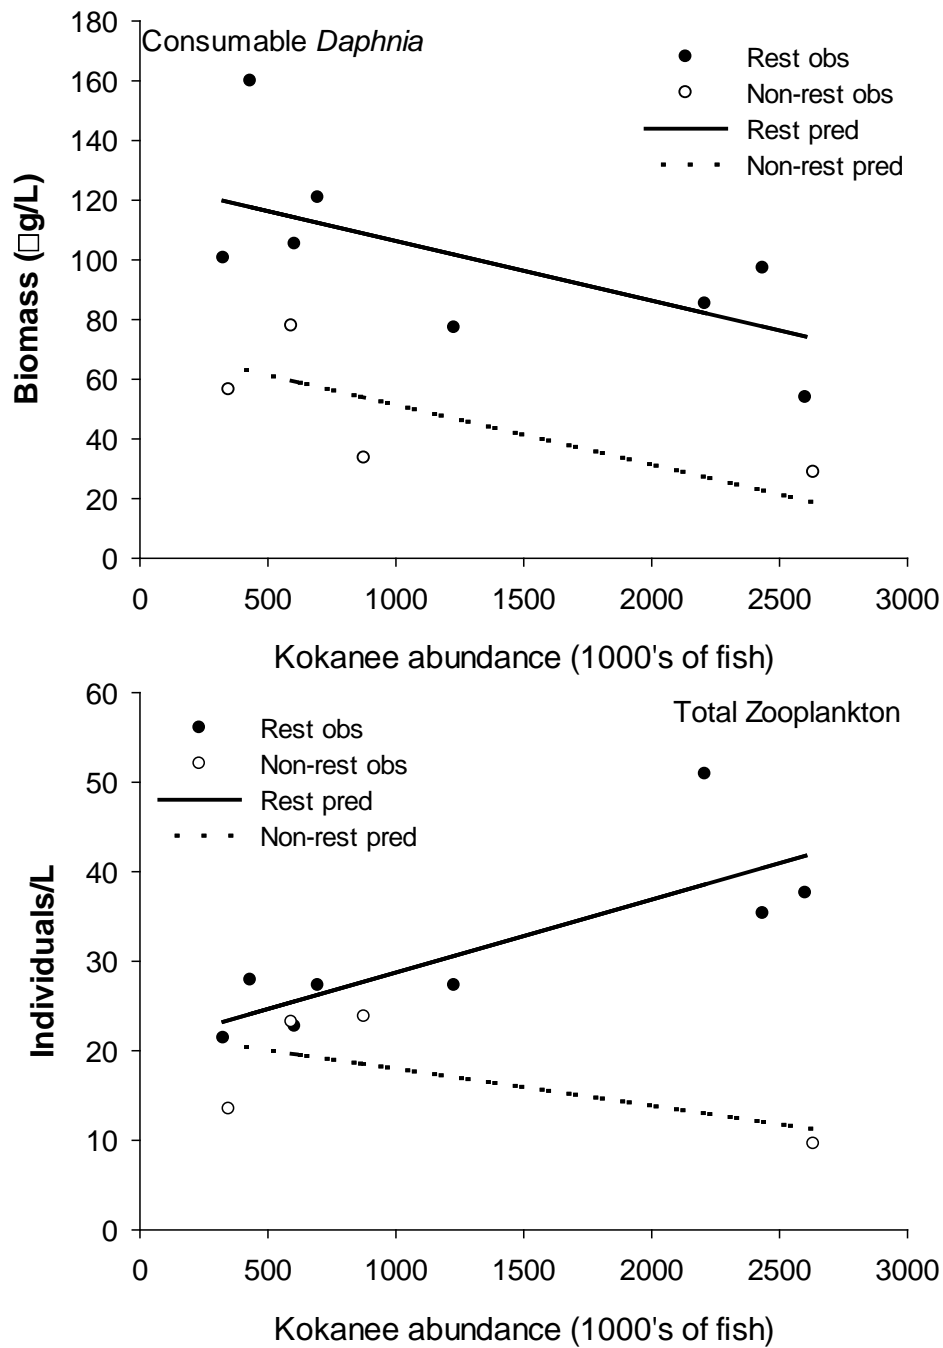 Consumable Daphnia
Rest obs
Non-rest obs
Rest pred
Non-rest pred
Biomass (□g/L)
180
160
140
120
100
80
60
40
20
0
0 500 1000 1500 2000 2500 3000
Kokanee abundance (1000's of fish)
Total Zooplankton
Rest obs
Non-rest obs
Rest pred
Non-rest pred
Individuals/L
60
50
40
30
20
10
0
0 500 1000 1500 2000 2500 3000
Kokanee abundance (1000's of fish)